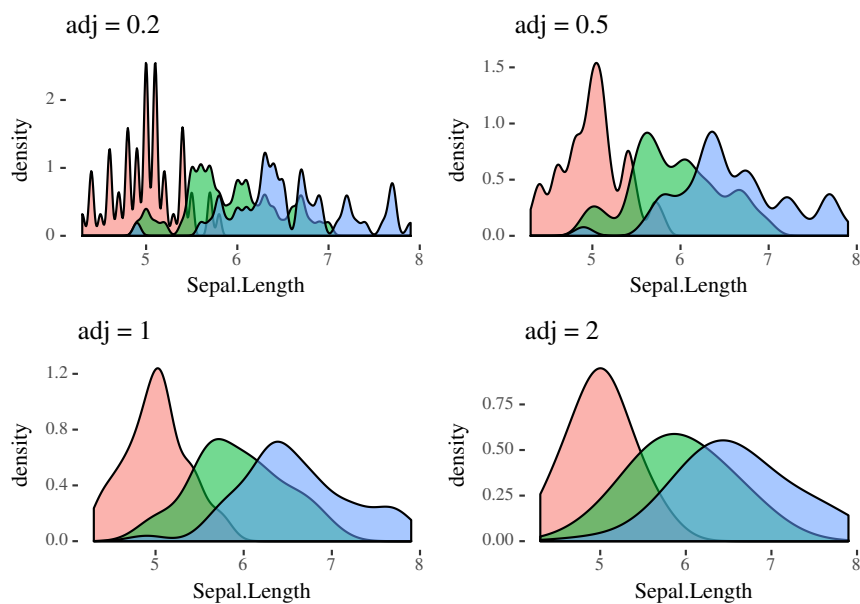 adj = 0.2
density
2
1
0
5 6 7 8
Sepal.Length
adj = 0.5
density
1.5
1.0
0.5
0.0
5 6 7 8
Sepal.Length
adj = 1
density
1.2
0.8
0.4
0.0
5 6 7 8
Sepal.Length
adj = 2
density
0.75
0.50
0.25
0.00
5 6 7 8
Sepal.Length